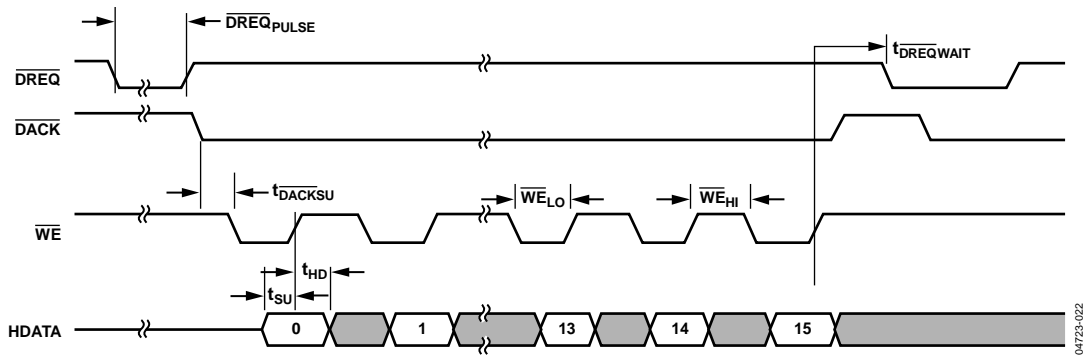 DREQPULSE
tDREQWAIT
DREQ
DACK
tDACKSU
WELO
WEHI
WE
tHD
tSU
HDATA
0
1
13
14
15
04723-022